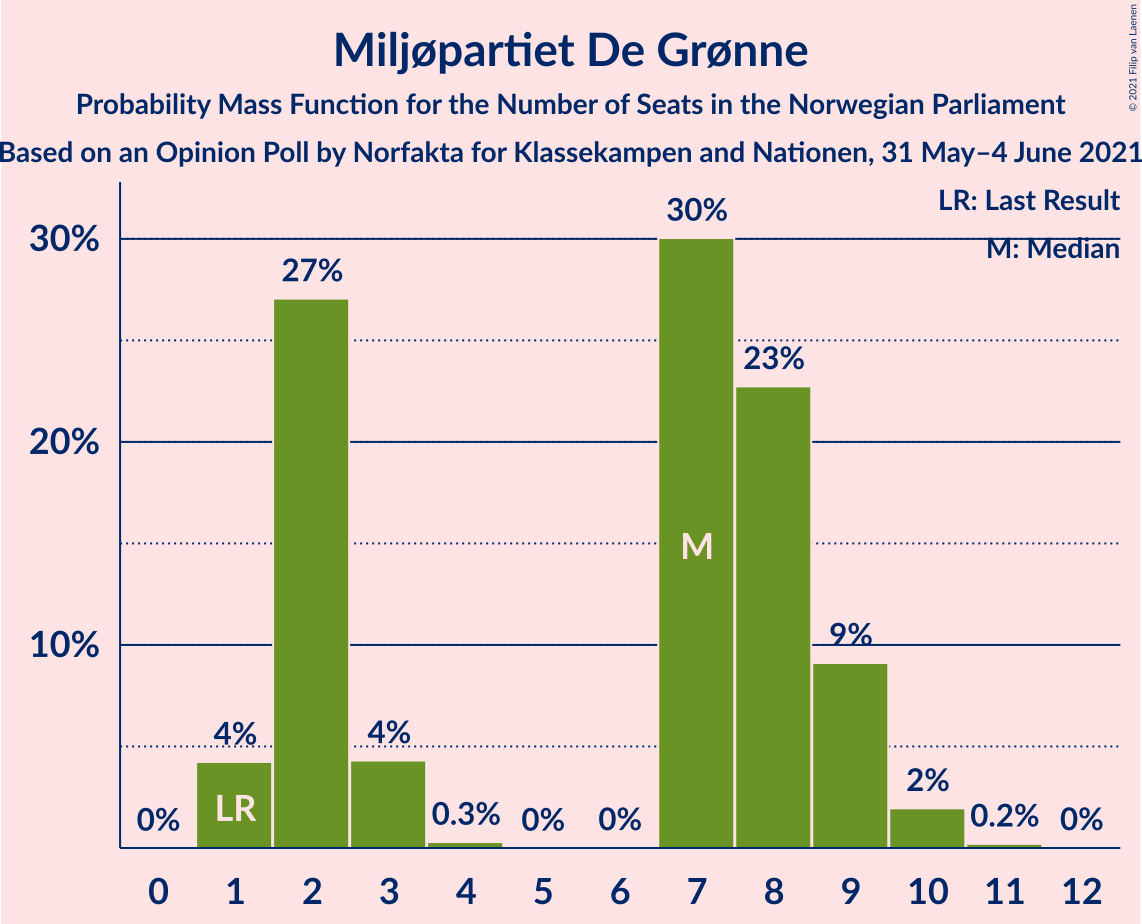 Miljøpartiet De Grønne
Probability Mass Function for the Number of Seats in the Norwegian Parliament
Based on an Opinion Poll by Norfakta for Klassekampen and Nationen, 31 May–4 June 2021
© 2021 Filip van Laenen
LR: Last Result
M: Median
30%
20%
10%
0%
4%
27%
4%
0.3%
0%
0%
30%
23%
9%
2%
0.2%
0%
LR
M
0 1 2 3 4 5 6 7 8 9 10 11 12